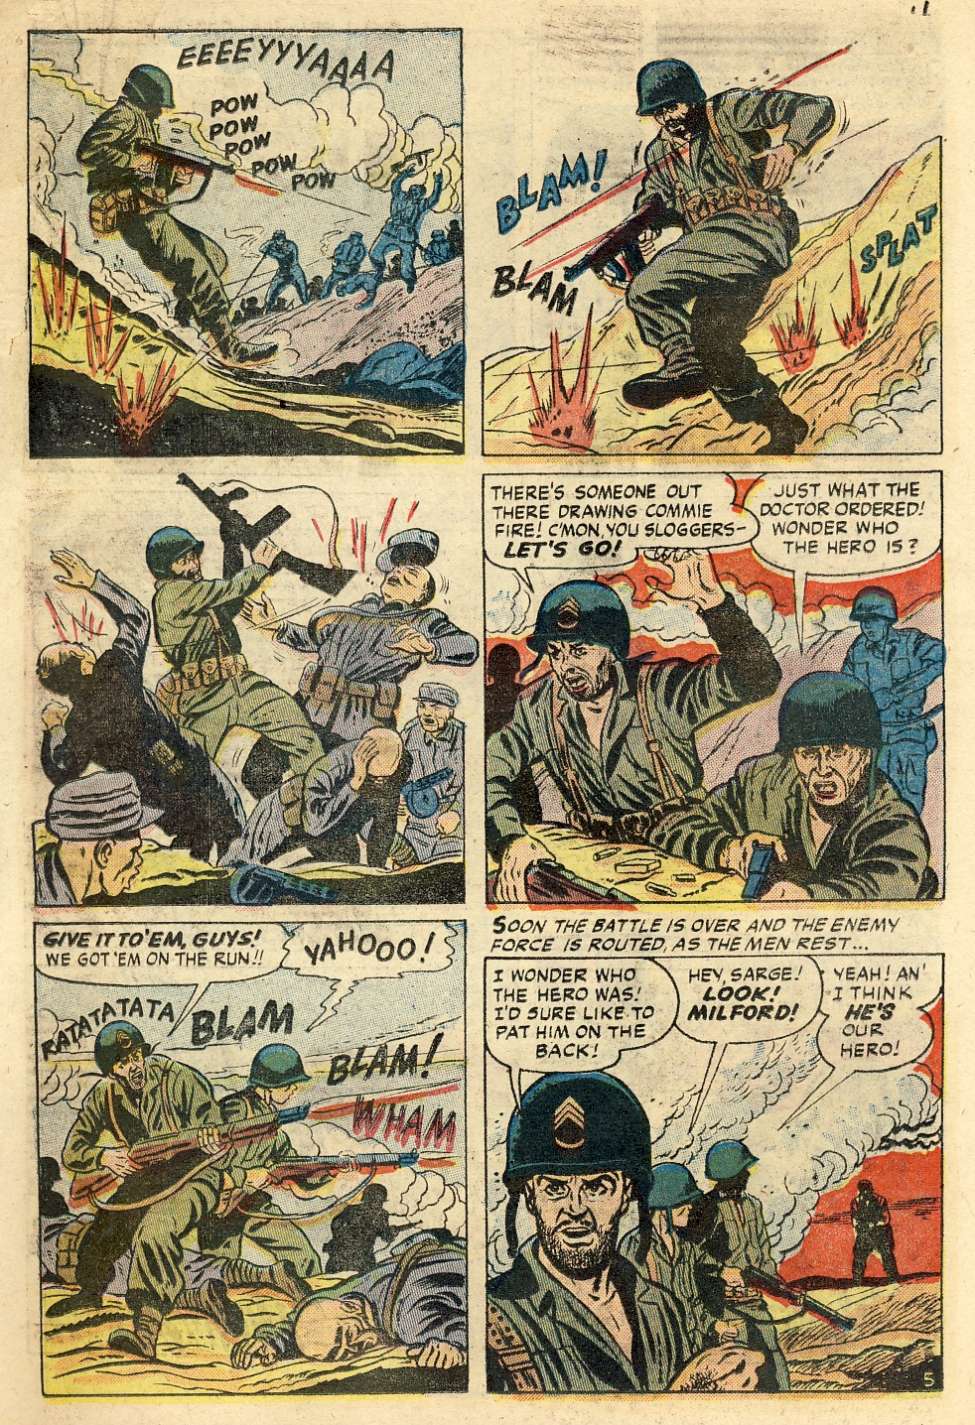 EEEEYYYAAAA
POW
POW
POW
POW
POW
BLAM!
BLAM
SPLAT
THERE'S SOMEONE OUT
THERE DRAWING COMMIE
FIRE! C'MON, YOU SLOGGERS-
LET'S GO!
JUST WHAT THE
DOCTOR ORDERED!
WONDER WHO
THE HERO IS?
GIVE IT TO 'EM, GUYS!
WE GOT 'EM ON THE RUN!!
YAHOOO!
RATATATATA
BLAM
BLAM!
WHAM
SOON THE BATTLE IS OVER AND THE ENEMY
FORCE IS ROUTED, AS THE MEN REST...
I WONDER WHO
THE HERO WAS!
I'D SURE LIKE TO
PAT HIM ON THE
BACK!
HEY, SARGE!
LOOK!
MILFORD!
YEAH! AN'
I THINK
HE'S
OUR
HERO!
5